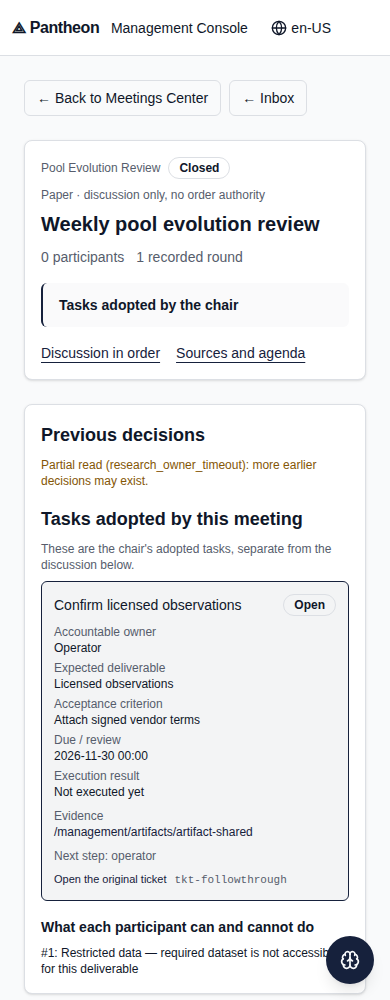 Pantheon Management Console en-US
← Back to Meetings Center ← Inbox
Pool Evolution Review Closed
Paper · discussion only, no order authority
Weekly pool evolution review
0 participants 1 recorded round
Tasks adopted by the chair
Discussion in order Sources and agenda
Previous decisions
Partial read (research_owner_timeout): more earlier
decisions may exist.
Tasks adopted by this meeting
These are the chair's adopted tasks, separate from the
discussion below.
Confirm licensed observations Open
Accountable owner
Operator
Expected deliverable
Licensed observations
Acceptance criterion
Attach signed vendor terms
Due / review
2026-11-30 00:00
Execution result
Not executed yet
Evidence
/management/artifacts/artifact-shared
Next step: operator
Open the original ticket tkt-followthrough
What each participant can and cannot do
#1: Restricted data — required dataset is not
for this deliverable